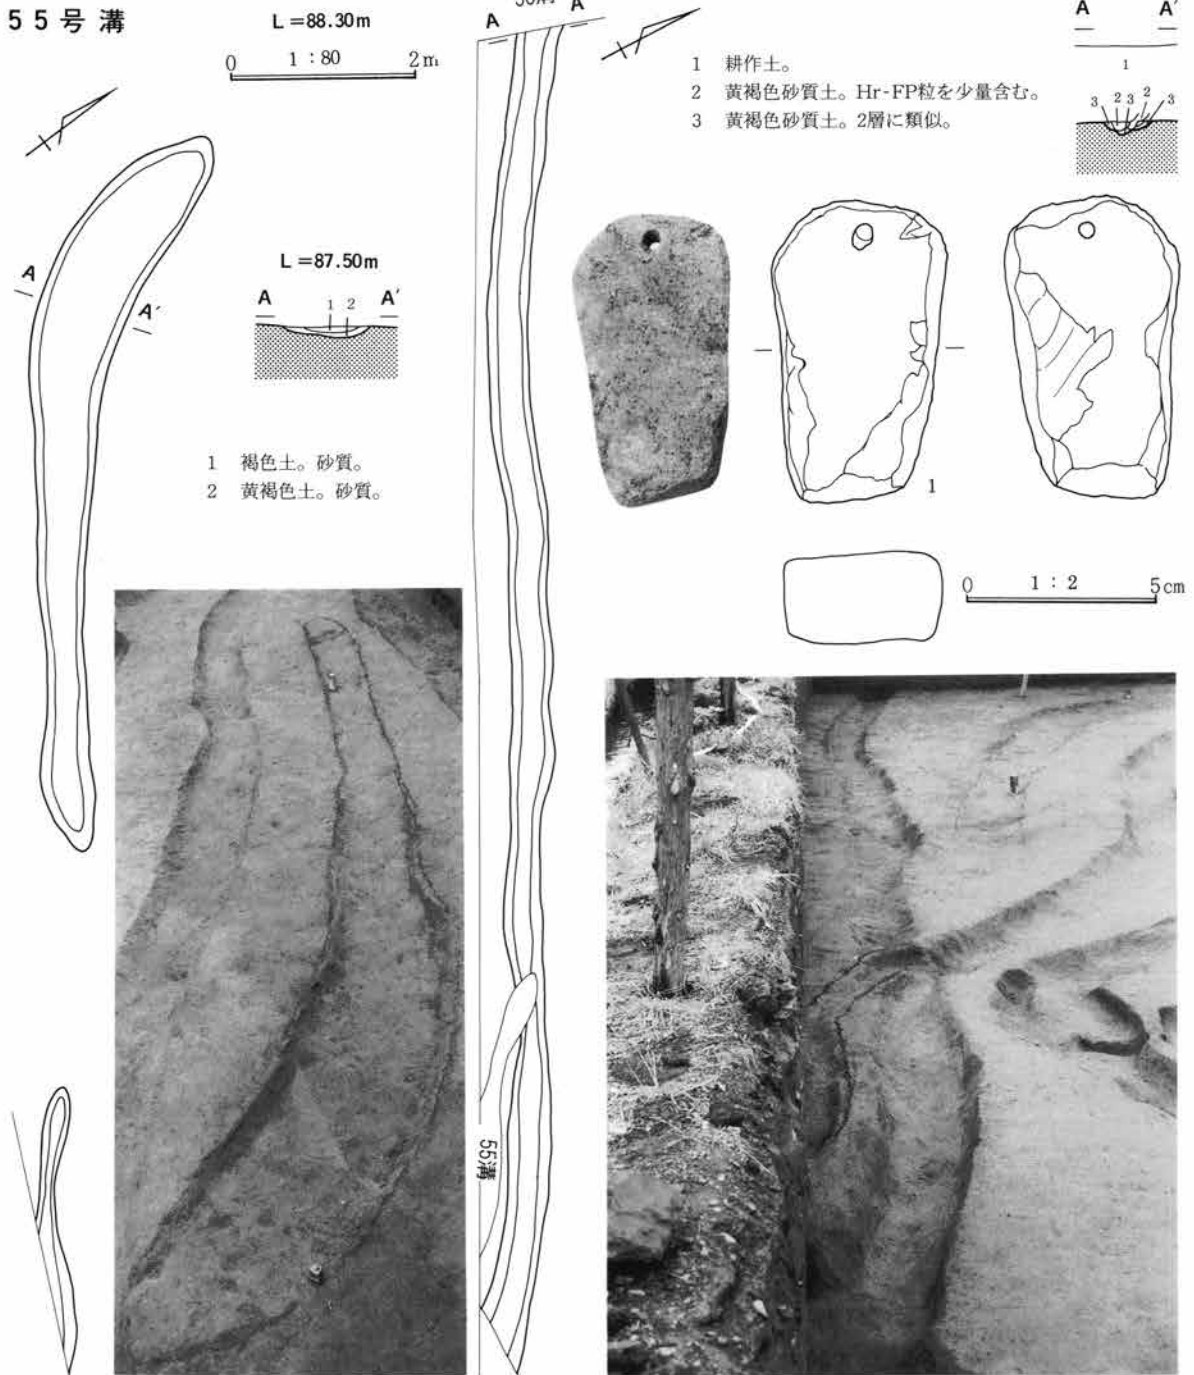 55号溝
L=88.30m
0 1:80 2m
A A'
L=87.50m
A A'
1 2
1 褐色土。砂質。
2 黄褐色土。砂質。
A A'
55溝
1 耕作土。
2 黄褐色砂質土。Hr-FP粒を少量含む。
3 黄褐色砂質土。2層に類似。
A A'
1
3 2 3 2 3
1
0 1:2 5cm